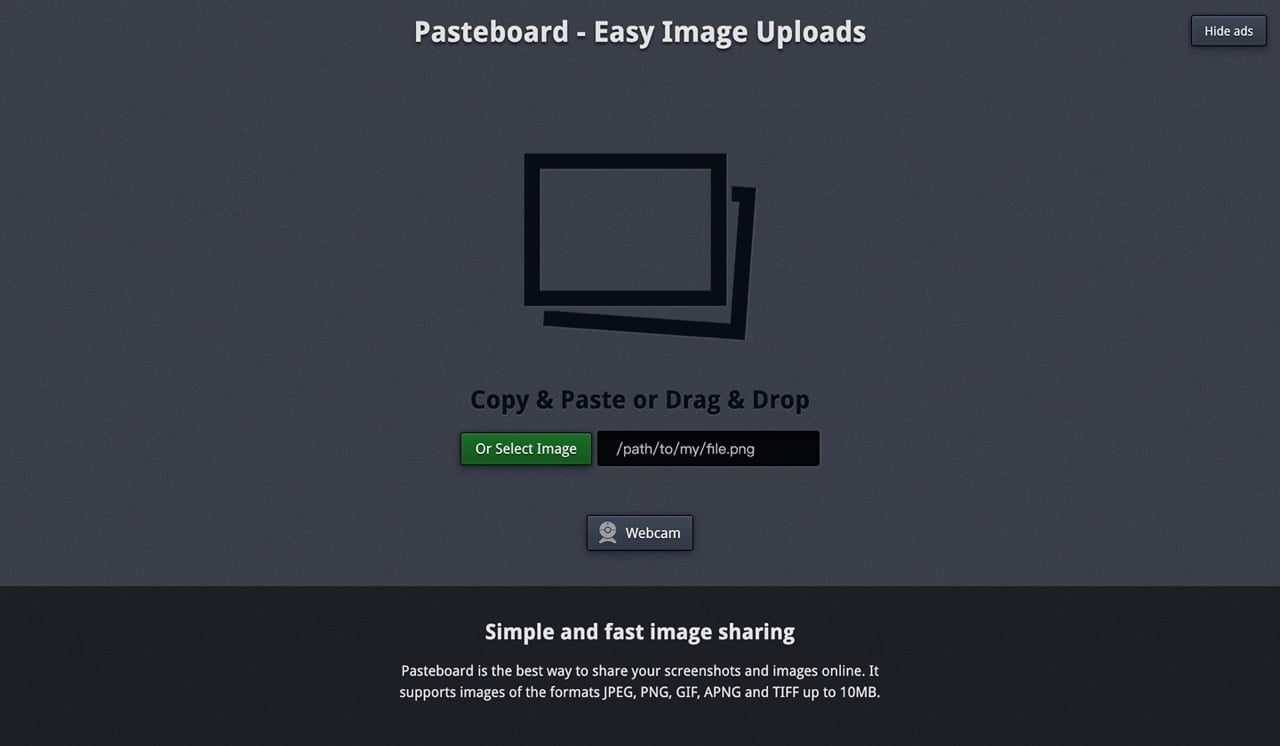 Pasteboard - Easy Image Uploads
Hide ads
Copy & Paste or Drag & Drop
Or Select Image
/path/to/my/file.png
Webcam
Simple and fast image sharing
Pasteboard is the best way to share your screenshots and images online. It
supports images of the formats JPEG, PNG, GIF, APNG and TIFF up to 10MB.